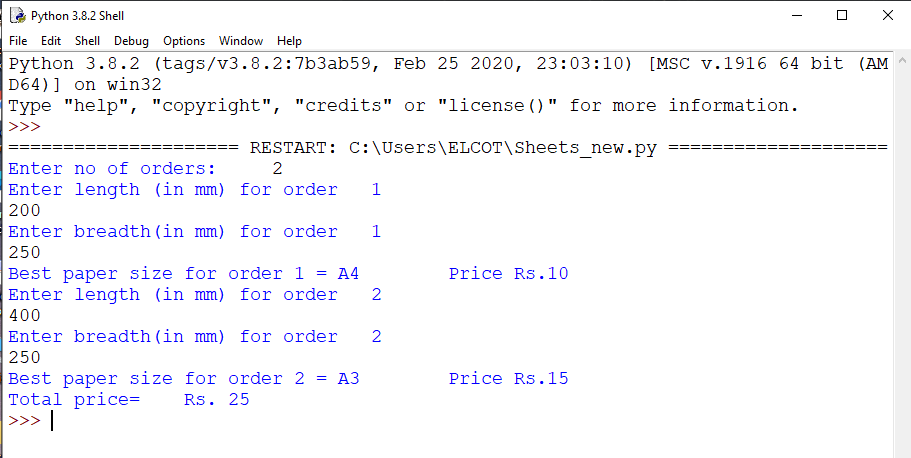 Python 3.8.2 Shell
File Edit Shell Debug Options Window Help
Python 3.8.2 (tags/v3.8.2:7b3ab59, Feb 25 2020, 23:03:10) [MSC v.1916 64 bit (AM
D64)] on win32
Type "help", "copyright", "credits" or "license()" for more information.
>>>
===================== RESTART: C:\Users\ELCOT\Sheets_new.py ====================
Enter no of orders:     2
Enter length (in mm) for order   1
200
Enter breadth(in mm) for order   1
250
Best paper size for order 1 = A4        Price Rs.10
Enter length (in mm) for order   2
400
Enter breadth(in mm) for order   2
250
Best paper size for order 2 = A3        Price Rs.15
Total price=    Rs. 25
>>>